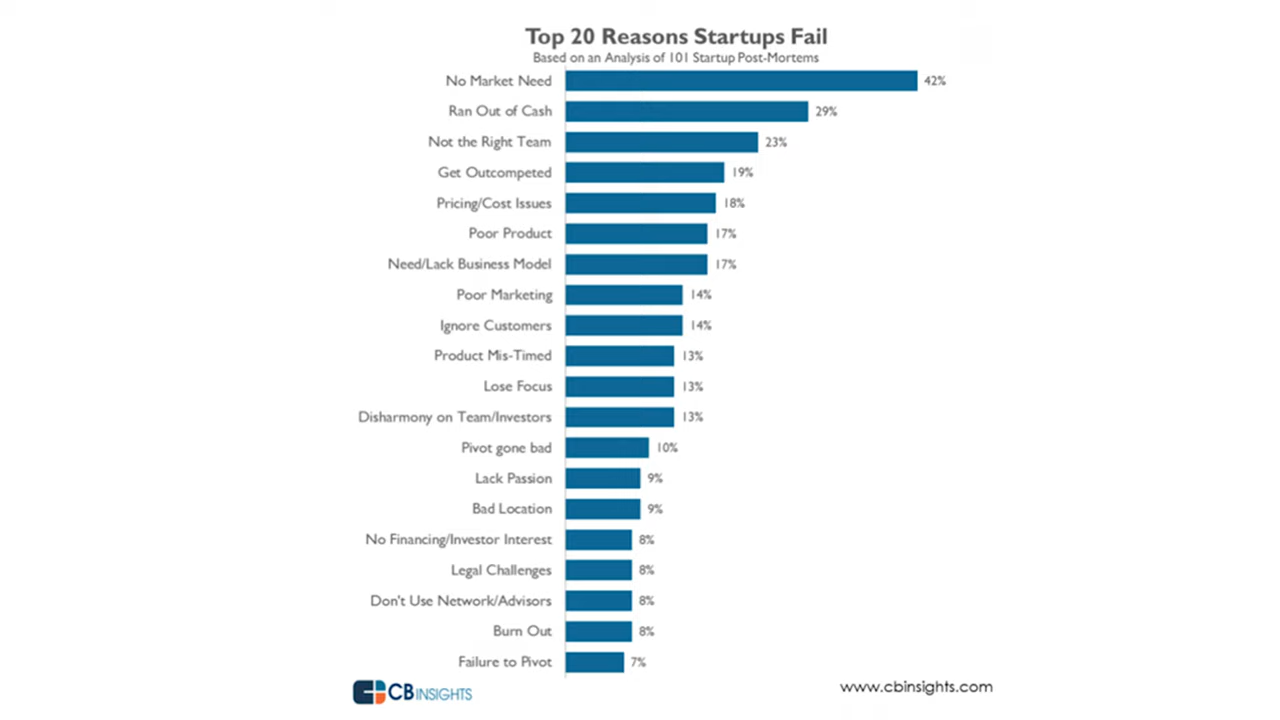 Top 20 Reasons Startups Fail
Based on an Analysis of 101 Startup Post-Mortems
No Market Need 42%
Ran Out of Cash 29%
Not the Right Team 23%
Get Outcompeted 19%
Pricing/Cost Issues 18%
Poor Product 17%
Need/Lack Business Model 17%
Poor Marketing 14%
Ignore Customers 14%
Product Mis-Timed 13%
Lose Focus 13%
Disharmony on Team/Investors 13%
Pivot gone bad 10%
Lack Passion 9%
Bad Location 9%
No Financing/Investor Interest 8%
Legal Challenges 8%
Don't Use Network/Advisors 8%
Burn Out 8%
Failure to Pivot 7%
CBINSIGHTS www.cbinsights.com